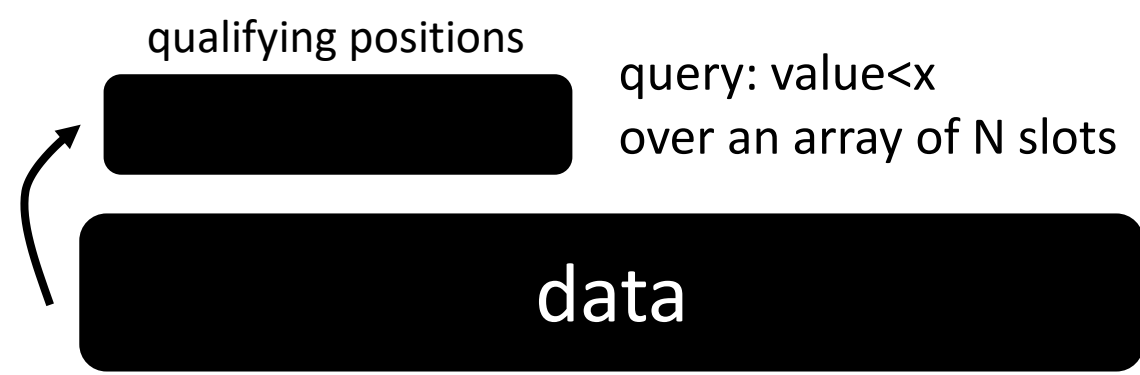 qualifying positions
query: value<x
over an array of N slots
data